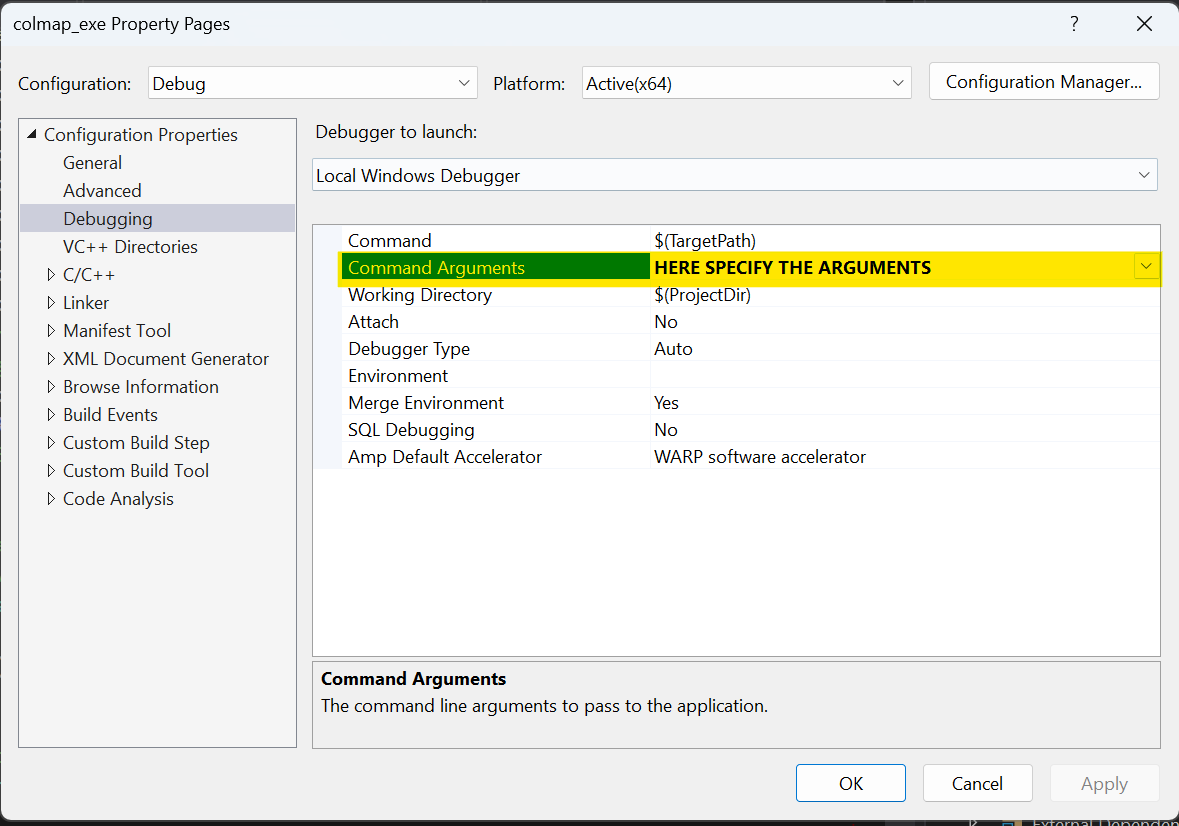 colmap_exe Property Pages ?
Configuration: Debug Platform: Active(x64) Configuration Manager...
Configuration Properties
General
Advanced
Debugging
VC++ Directories
C/C++
Linker
Manifest Tool
XML Document Generator
Browse Information
Build Events
Custom Build Step
Custom Build Tool
Code Analysis
Debugger to launch:
Local Windows Debugger
Command $(TargetPath)
Command Arguments HERE SPECIFY THE ARGUMENTS
Working Directory $(ProjectDir)
Attach No
Debugger Type Auto
Environment
Merge Environment Yes
SQL Debugging No
Amp Default Accelerator WARP software accelerator
Command Arguments
The command line arguments to pass to the application.
OK Cancel Apply
External